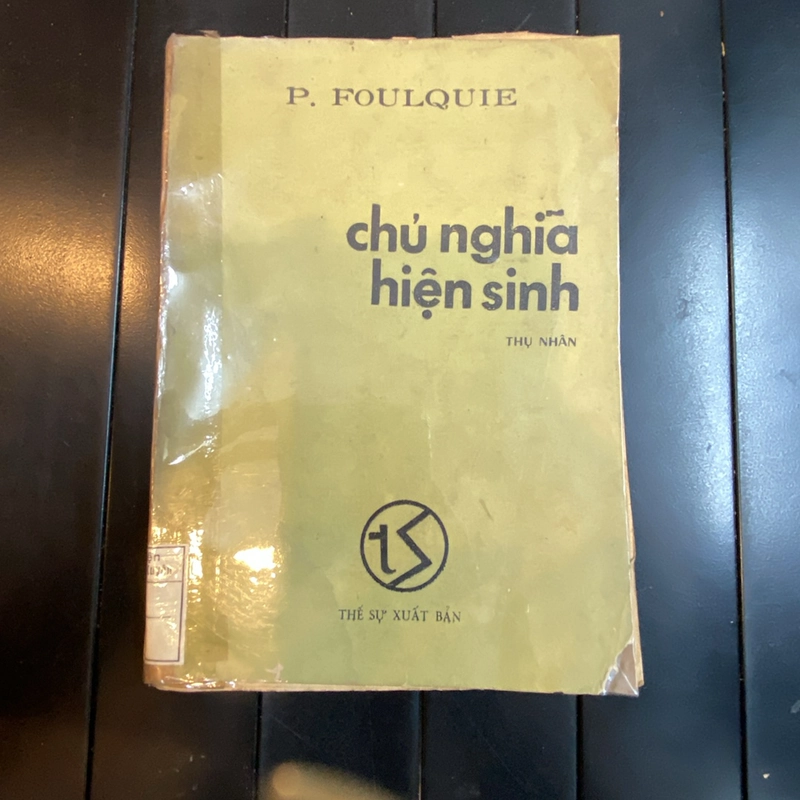 P. FOULQUIE
chủ nghĩa
hiện sinh
THỤ NHÂN
tS
THẾ SỰ XUẤT BẢN